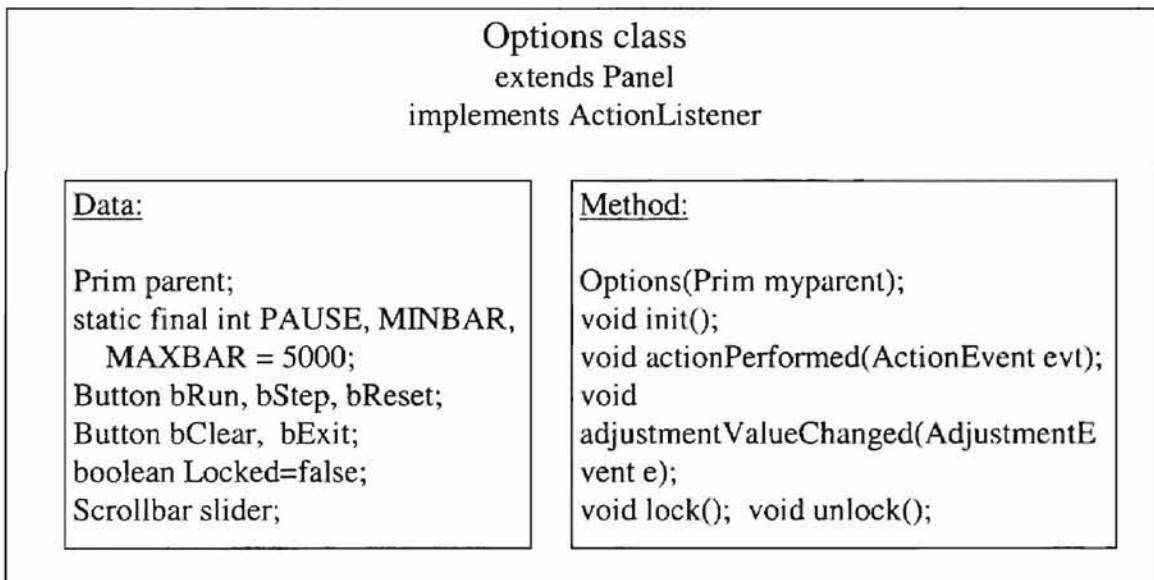 Options class
extends Panel
implements ActionListener
Data:
Prim parent;
static final int PAUSE, MINBAR,
MAXBAR = 5000;
Button bRun, bStep, bReset;
Button bClear, bExit;
boolean Locked=false;
Scrollbar slider;
Method:
Options(Prim myparent);
void init();
void actionPerformed(ActionEvent evt);
void
adjustmentValueChanged(AdjustmentE
vent e);
void lock(); void unlock();